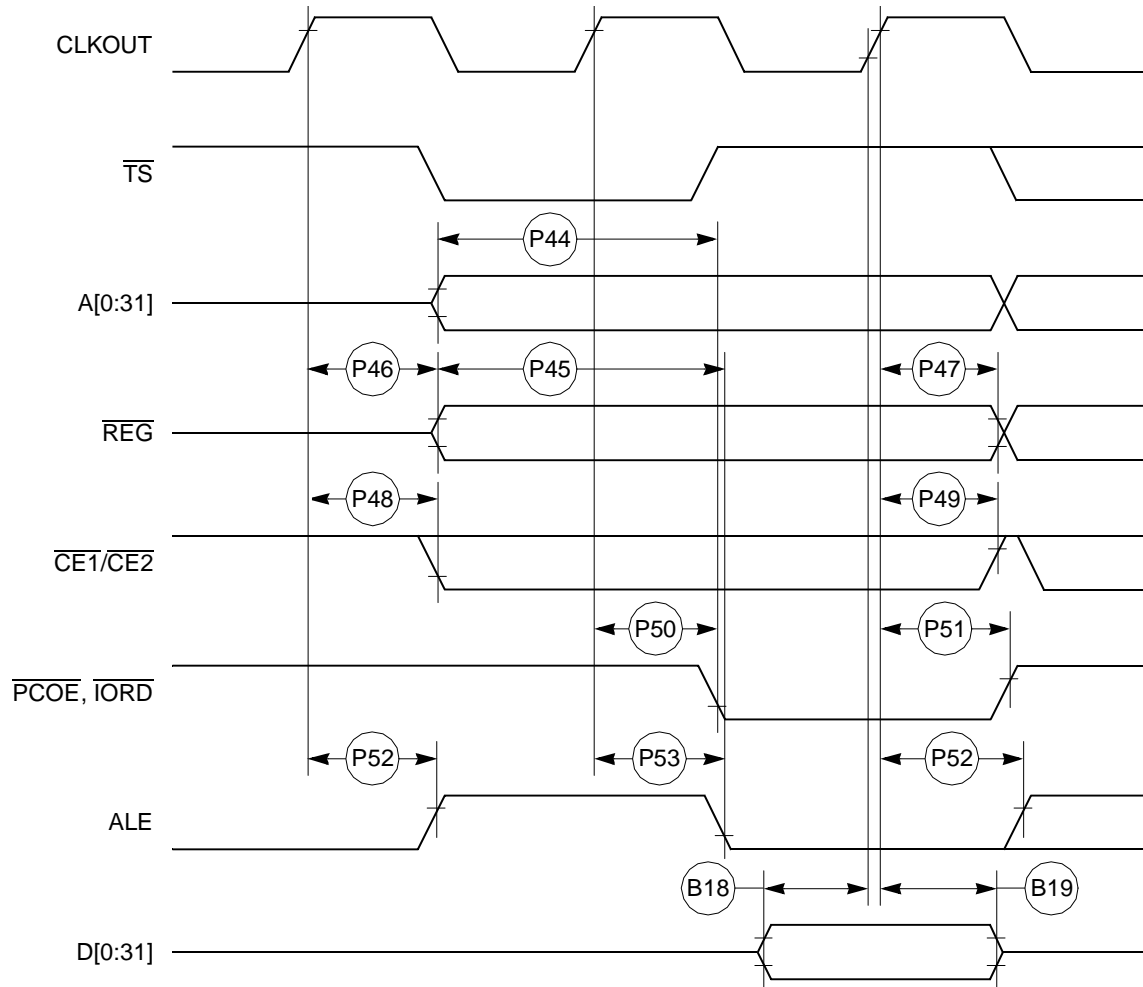 CLKOUT
TS
P44
A[0:31]
P46 P45 P47
REG
P48 P49
CE1/CE2
P50 P51
PCOE, IORD
P52 P53 P52
ALE
B18 B19
D[0:31]